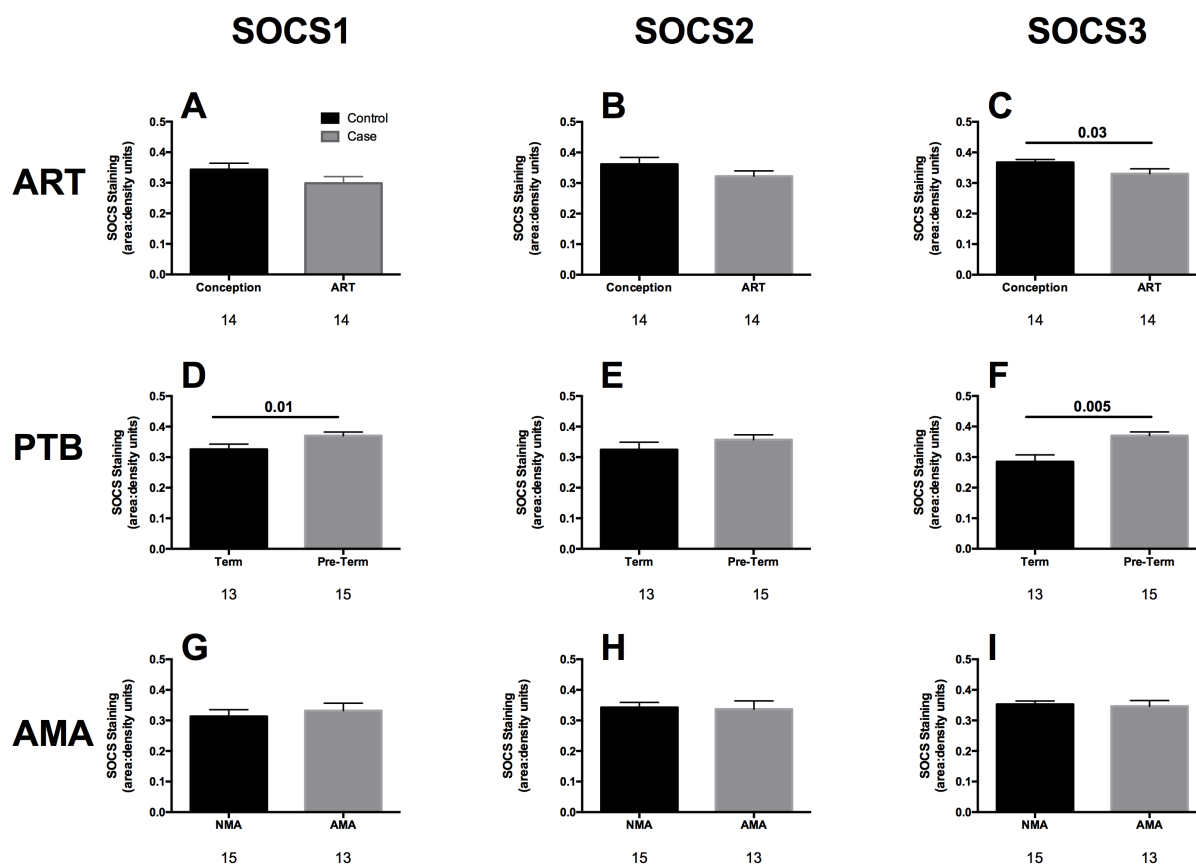 SOCS1 SOCS2 SOCS3
ART
A
SOCS Staining
(area:density units)
0.5
0.4
0.3
0.2
0.1
0.0
Control
Case
Conception ART
14 14
B
SOCS Staining
(area:density units)
0.5
0.4
0.3
0.2
0.1
0.0
Conception ART
14 14
C
SOCS Staining
(area:density units)
0.5
0.4
0.3
0.2
0.1
0.0
0.03
Conception ART
14 14
PTB
D
SOCS Staining
(area:density units)
0.5
0.4
0.3
0.2
0.1
0.0
0.01
Term Pre-Term
13 15
E
SOCS Staining
(area:density units)
0.5
0.4
0.3
0.2
0.1
0.0
Term Pre-Term
13 15
F
SOCS Staining
(area:density units)
0.5
0.4
0.3
0.2
0.1
0.0
0.005
Term Pre-Term
13 15
AMA
G
SOCS Staining
(area:density units)
0.5
0.4
0.3
0.2
0.1
0.0
NMA AMA
15 13
H
SOCS Staining
(area:density units)
0.5
0.4
0.3
0.2
0.1
0.0
NMA AMA
15 13
I
SOCS Staining
(area:density units)
0.5
0.4
0.3
0.2
0.1
0.0
NMA AMA
15 13